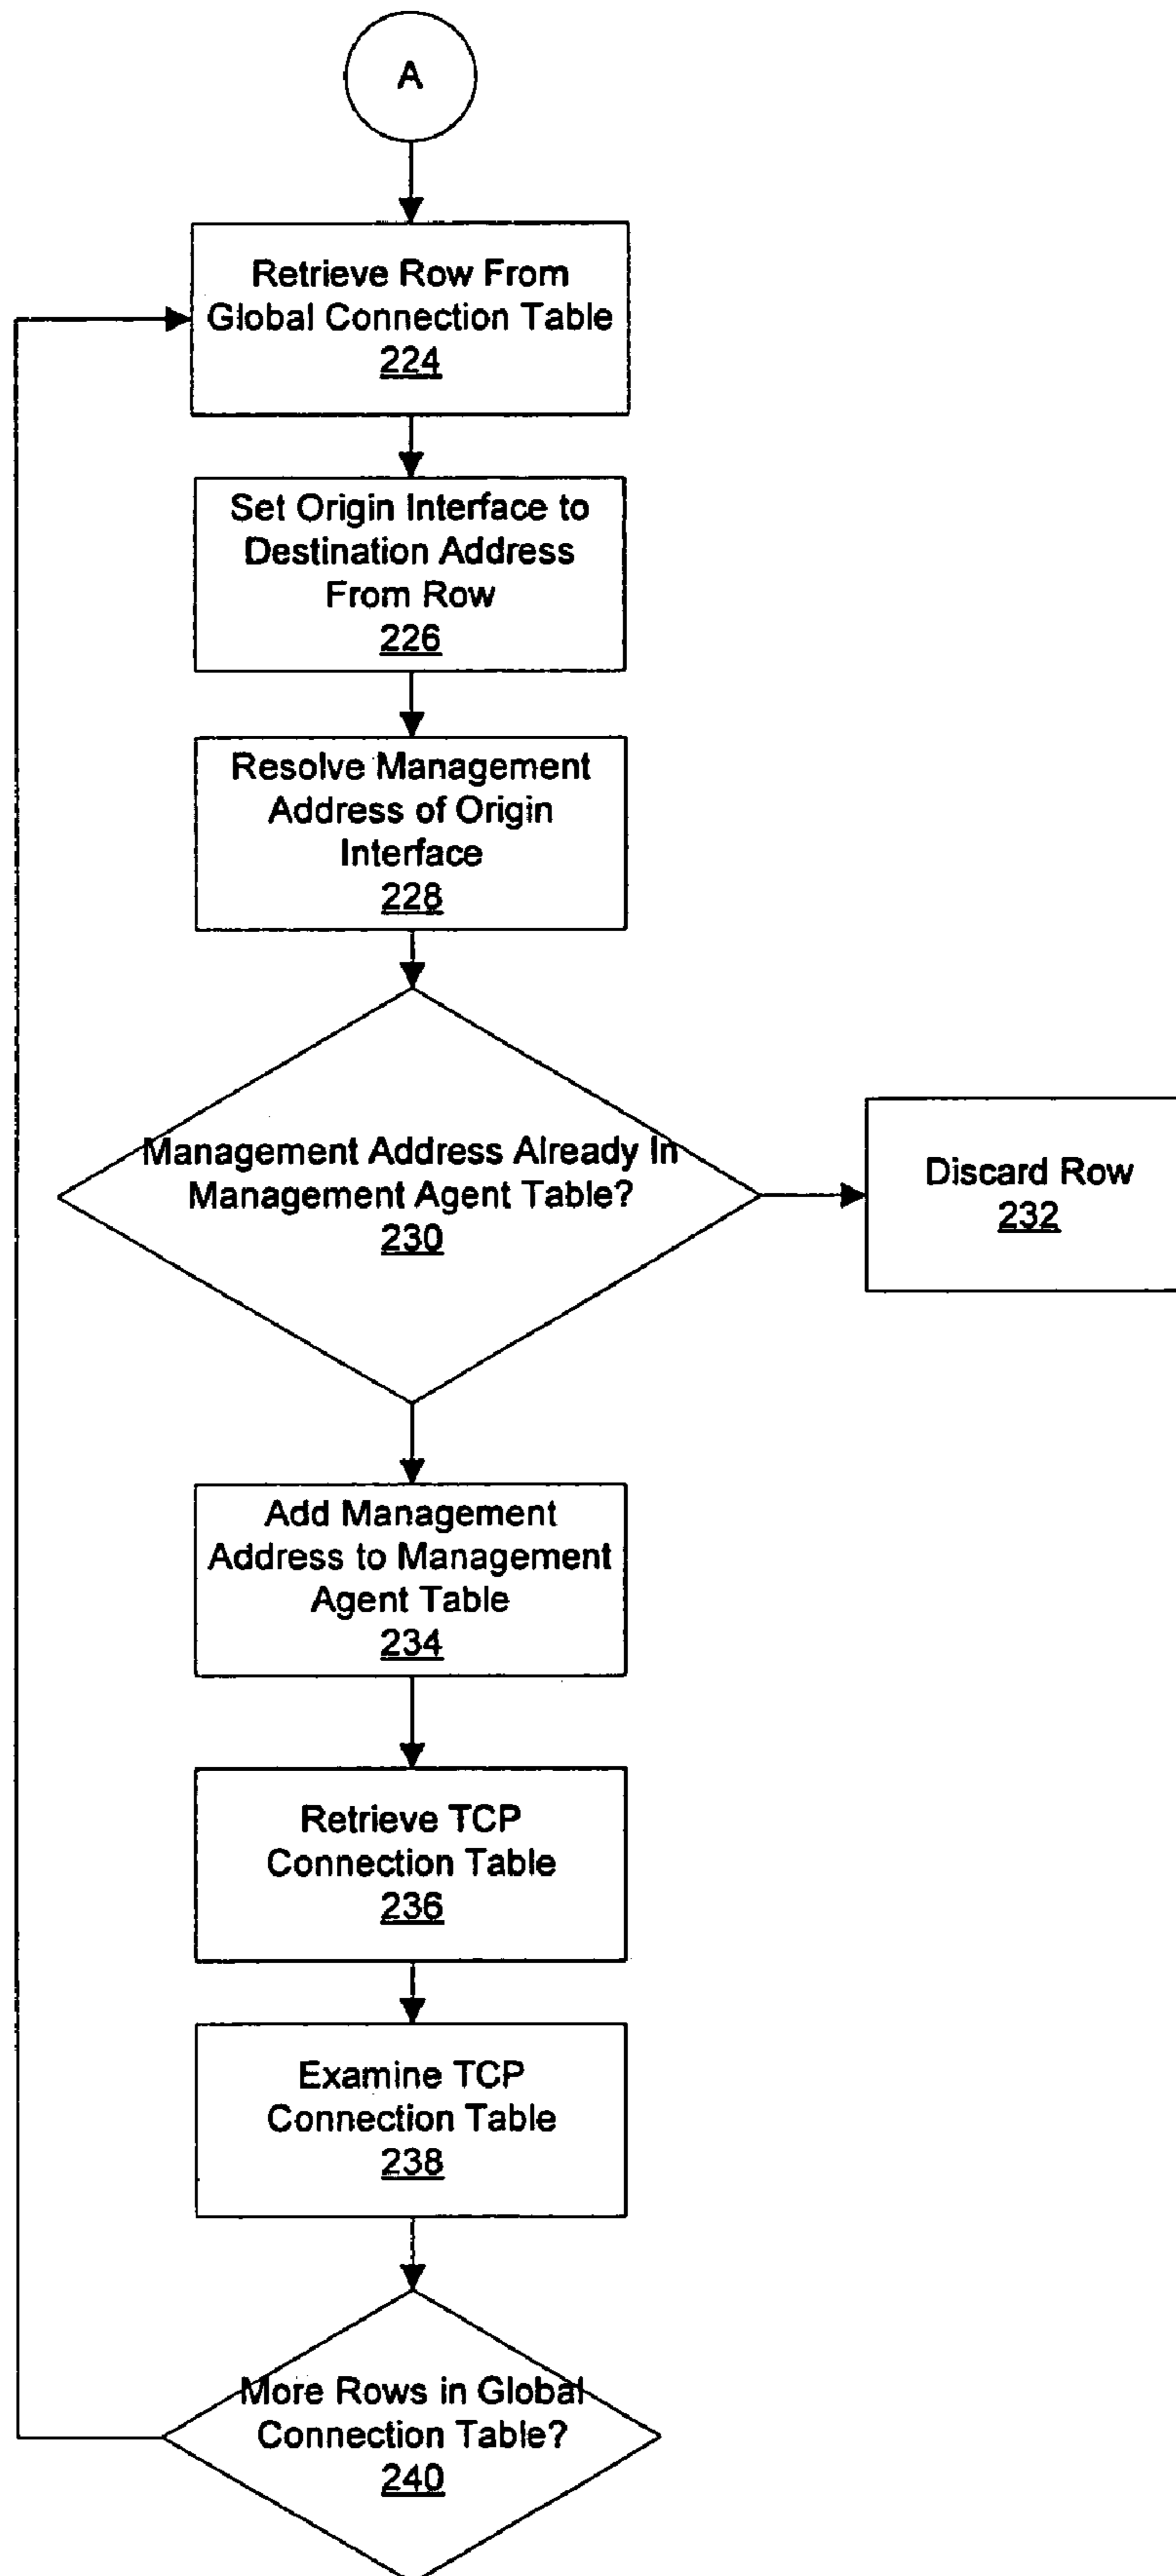 A
Retrieve Row From
Global Connection Table
224
Set Origin Interface to
Destination Address
From Row
226
Resolve Management
Address of Origin
Interface
228
Management Address Already In
Management Agent Table?
230
Discard Row
232
Add Management
Address to Management
Agent Table
234
Retrieve TCP
Connection Table
236
Examine TCP
Connection Table
238
More Rows in Global
Connection Table?
240